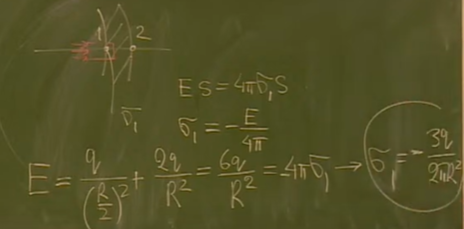 1 2
σ₁
ES = 4πσ₁S
σ₁ = -E/4π
E = q/(R/2)² + 2q/R² = 6q/R² = -4πσ₁ → σ₁ = -3q/2πR²